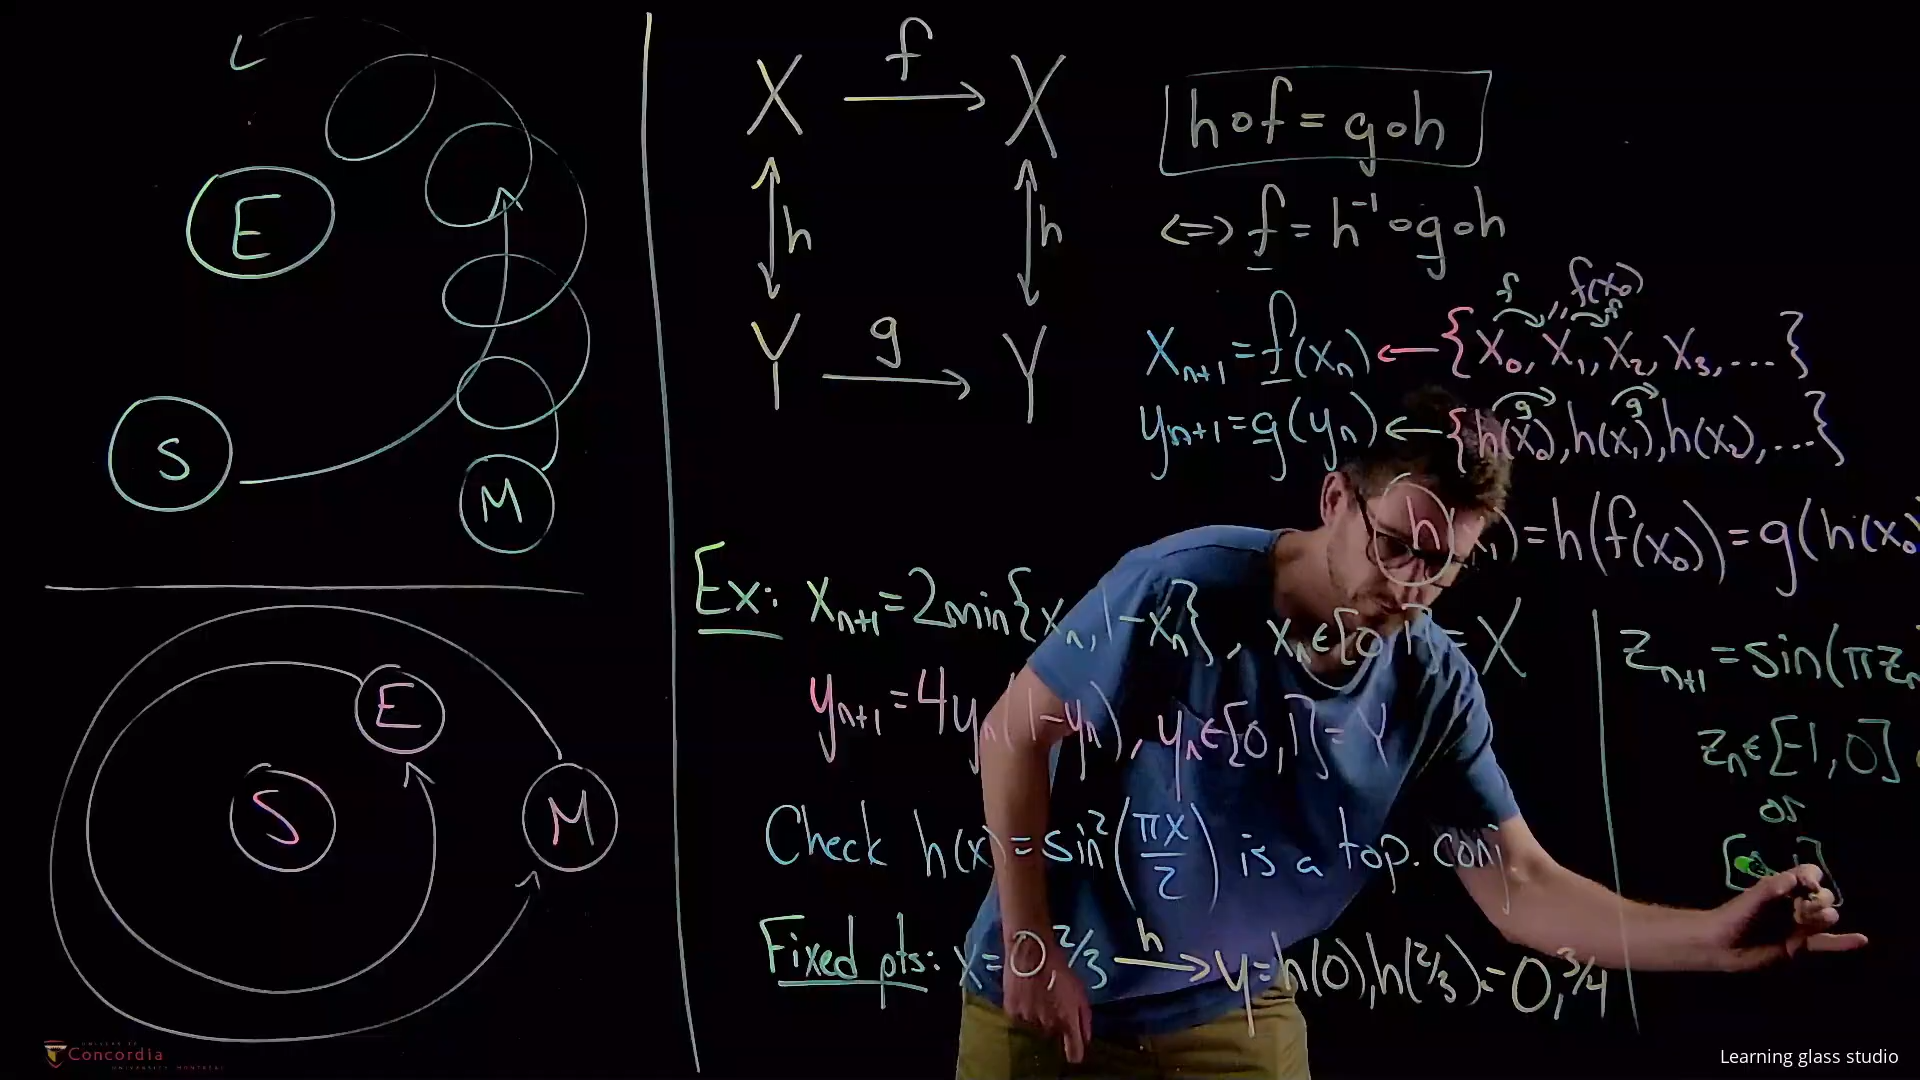 E
S
M
E
S
M
X f X
h h
Y g Y
h∘f = g∘h
<=> f = h⁻¹∘g∘h
f f(x₀)
" f
xₙ₊₁ = f(xₙ) ← {x₀, x₁, x₂, x₃, ....}
g g
yₙ₊₁ = g(yₙ) ← {h(x₀), h(x₁), h(x₂), ....}
h(x₁) = h(f(x₀)) = g(h(x₀)
Ex: xₙ₊₁ = 2min{xₙ, 1-xₙ}, xₙ∈[0,1] = X
yₙ₊₁ = 4yₙ(1-yₙ), yₙ∈[0,1] = Y
Check h(x) = sin²(πx/2) is a top. conj
Fixed pts: x = 0, 2/3 h→ y = h(0), h(2/3) = 0, 3/4
zₙ₊₁ = sin(πzₙ
zₙ∈[-1,0]
or
Concordia
Learning glass studio